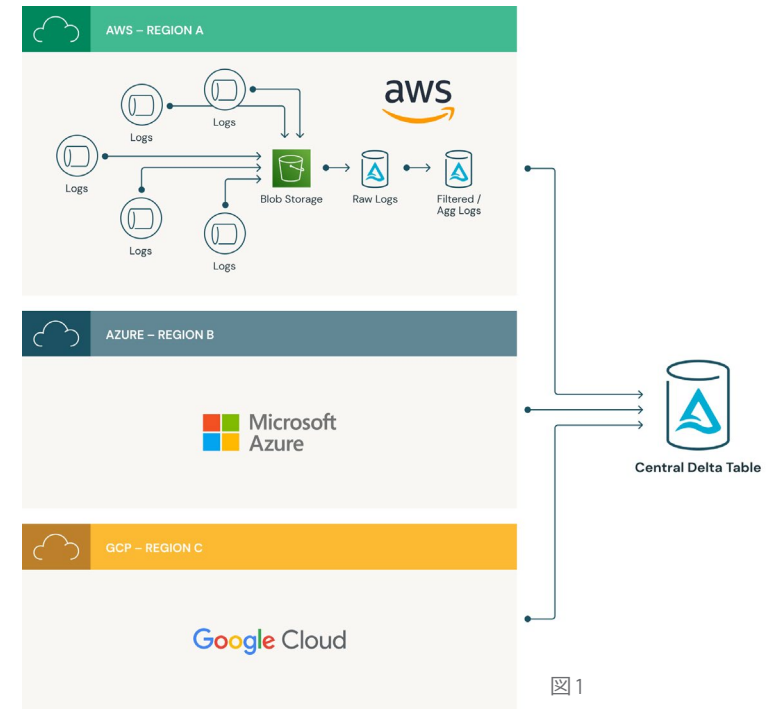 AWS – REGION A
aws
Logs
Logs
Logs
Logs
Logs
Blob Storage
Raw Logs
Filtered /
Agg Logs
AZURE – REGION B
Microsoft
Azure
Central Delta Table
GCP – REGION C
Google Cloud
図1